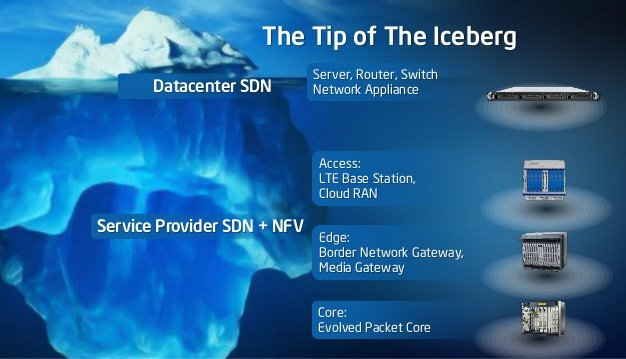 The Tip of The Iceberg
Datacenter SDN
Server, Router, Switch
Network Appliance
Service Provider SDN + NFV
Access:
LTE Base Station,
Cloud RAN
Edge:
Border Network Gateway,
Media Gateway
Core:
Evolved Packet Core